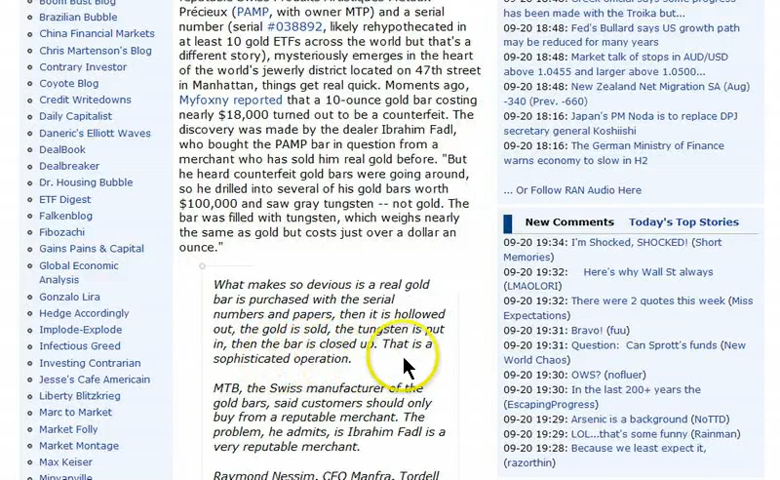 Boom Bust Blog
Brazilian Bubble
China Financial Markets
Chris Martenson's Blog
Contrary Investor
Coyote Blog
Credit Writedowns
Daily Capitalist
Daneric's Elliott Waves
DealBook
Dealbreaker
Dr. Housing Bubble
ETF Digest
Falkenblog
Fibozachi
Gains Pains & Capital
Global Economic
Analysis
Gonzalo Lira
Hedge Accordingly
Implode-Explode
Infectious Greed
Investing Contrarian
Jesse's Cafe Americain
Liberty Blitzkrieg
Marc to Market
Market Folly
Market Montage
Max Keiser
Minyanville
Précieux (PAMP, with owner MTP) and a serial
number (serial #038892, likely rehypothecated in
at least 10 gold ETFs across the world but that's a
different story), mysteriously emerges in the heart
of the world's jewerly district located on 47th street
in Manhattan, things get real quick. Moments ago,
Myfoxny reported that a 10-ounce gold bar costing
nearly $18,000 turned out to be a counterfeit. The
discovery was made by the dealer Ibrahim Fadl,
who bought the PAMP bar in question from a
merchant who has sold him real gold before. "But
he heard counterfeit gold bars were going around,
so he drilled into several of his gold bars worth
$100,000 and saw gray tungsten -- not gold. The
bar was filled with tungsten, which weighs nearly
the same as gold but costs just over a dollar an
ounce."
What makes so devious is a real gold
bar is purchased with the serial
numbers and papers, then it is hollowed
out, the gold is sold, the tungsten is put
in, then the bar is closed up. That is a
sophisticated operation.
MTB, the Swiss manufacturer of the
gold bars, said customers should only
buy from a reputable merchant. The
problem, he admits, is Ibrahim Fadl is a
very reputable merchant.
Raymond Nessim, CEO Manfra, Tordell
has been made with the Troika but...
09-20 18:48: Fed's Bullard says US growth path
may be reduced for many years
09-20 18:48: Market talk of stops in AUD/USD
above 1.0455 and larger above 1.0500...
09-20 18:48: New Zealand Net Migration SA (Aug)
-340 (Prev. -660)
09-20 18:16: Japan's PM Noda is to replace DPJ
secretary general Koshiishi
09-20 18:16: The German Ministry of Finance
warns economy to slow in H2
... Or Follow RAN Audio Here
New Comments Today's Top Stories
09-20 19:34: I'm Shocked, SHOCKED! (Short
Memories)
09-20 19:32: Here's why Wall St always
(LMAOLORI)
09-20 19:32: There were 2 quotes this week (Miss
Expectations)
09-20 19:31: Bravo! (fuu)
09-20 19:31: Question: Can Sprott's funds (New
World Chaos)
09-20 19:30: OWS? (nofluer)
09-20 19:30: In the last 200+ years the
(EscapingProgress)
09-20 19:29: Arsenic is a background (NoTTD)
09-20 19:29: LOL...that's some funny (Rainman)
09-20 19:28: Because we least expect it,
(razorthin)